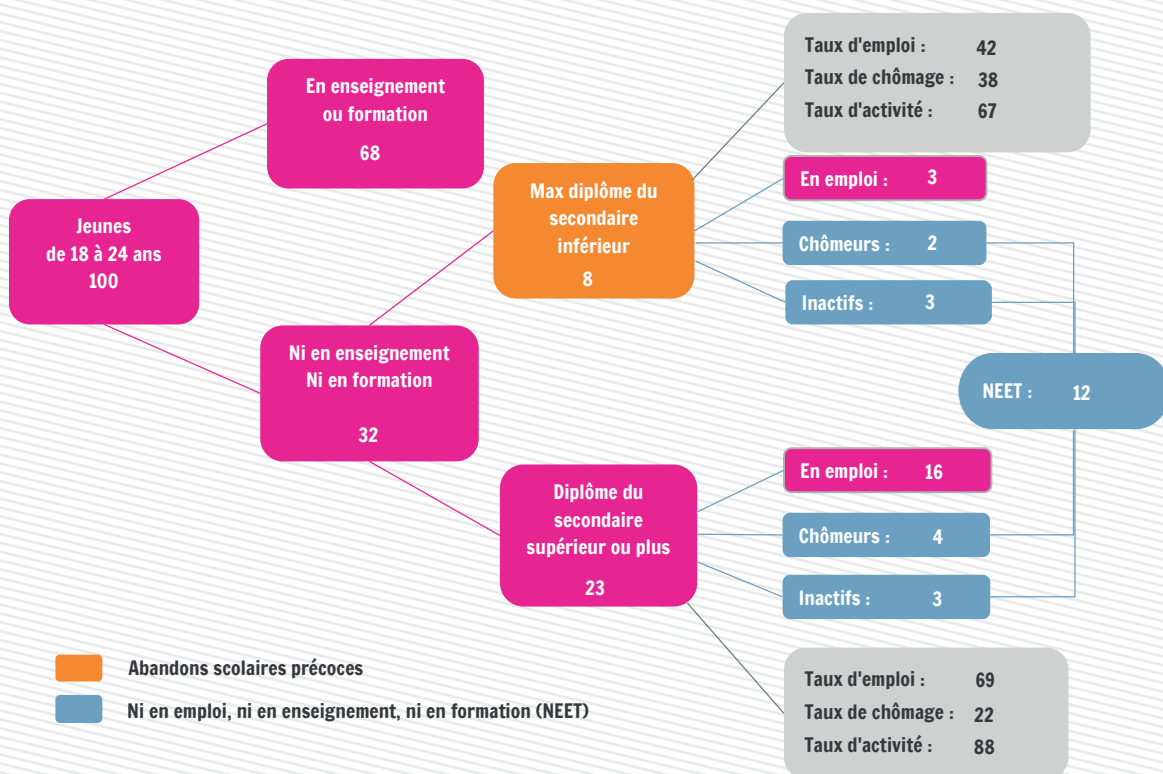 Taux d'emploi : 42
Taux de chômage : 38
Taux d'activité : 67
En enseignement
ou formation
68
Max diplôme du
secondaire
inférieur
8
En emploi : 3
Chômeurs : 2
Inactifs : 3
Jeunes
de 18 à 24 ans
100
Ni en enseignement
Ni en formation
32
NEET : 12
Diplôme du
secondaire
supérieur ou plus
23
En emploi : 16
Chômeurs : 4
Inactifs : 3
Taux d'emploi : 69
Taux de chômage : 22
Taux d'activité : 88
Abandons scolaires précoces
Ni en emploi, ni en enseignement, ni en formation (NEET)